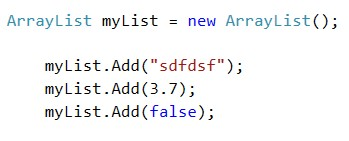 ArrayList myList = new ArrayList();
myList.Add("sdfdsf");
myList.Add(3.7);
myList.Add(false);